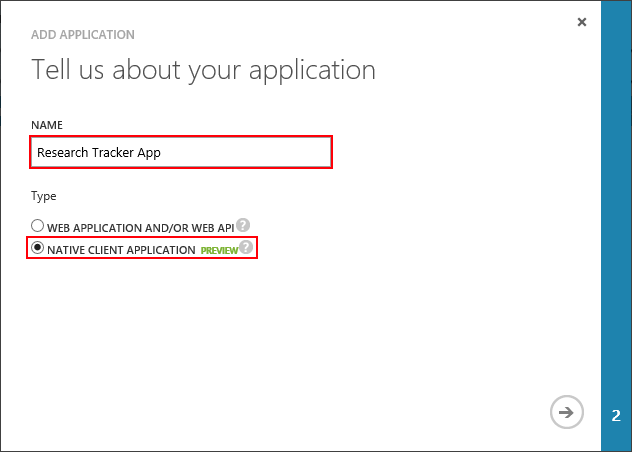 ADD APPLICATION
Tell us about your application
NAME
Research Tracker App
Type
WEB APPLICATION AND/OR WEB API ?
NATIVE CLIENT APPLICATION PREVIEW ?
2